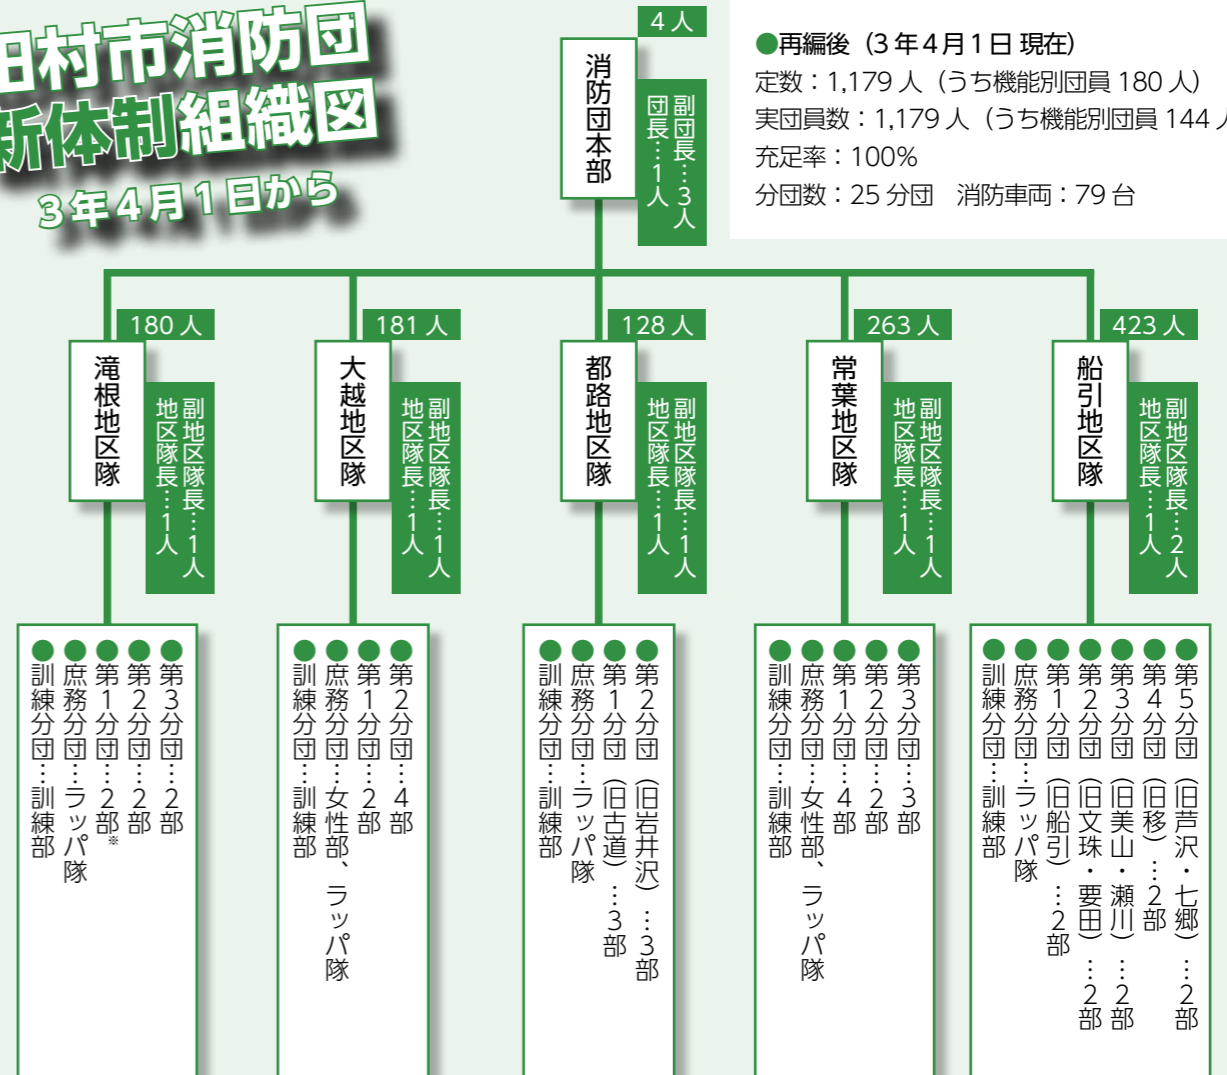 田村市消防団
新体制組織図
3年4月1日から
4人
消防団本部
副団長…3人
団長…1人
●再編後（3年4月1日 現在）
定数：1,179人（うち機能別団員180人）
実団員数：1,179人（うち機能別団員144人
充足率：100%
分団数：25分団　消防車両：79台
180人
滝根地区隊
副地区隊長…1人
地区隊長…1人
181人
大越地区隊
副地区隊長…1人
地区隊長…1人
128人
都路地区隊
副地区隊長…1人
地区隊長…1人
263人
常葉地区隊
副地区隊長…1人
地区隊長…1人
423人
船引地区隊
副地区隊長…2人
地区隊長…1人
●第3分団…2部
●第2分団…2部
●第1分団…2部※
●庶務分団…ラッパ隊
●訓練分団…訓練部
●第2分団…4部
●第1分団…2部
●庶務分団…女性部、ラッパ隊
●訓練分団…訓練部
●第2分団（旧岩井沢）…3部
●第1分団（旧古道）…3部
●庶務分団…ラッパ隊
●訓練分団…訓練部
●第3分団…3部
●第2分団…2部
●第1分団…4部
●庶務分団…女性部、ラッパ隊
●訓練分団…訓練部
●第5分団（旧芦沢・七郷）…2部
●第4分団（旧移）…2部
●第3分団（旧美山・瀬川）…2部
●第2分団（旧文珠・要田）…2部
●第1分団（旧船引）…2部
●庶務分団…ラッパ隊
●訓練分団…訓練部